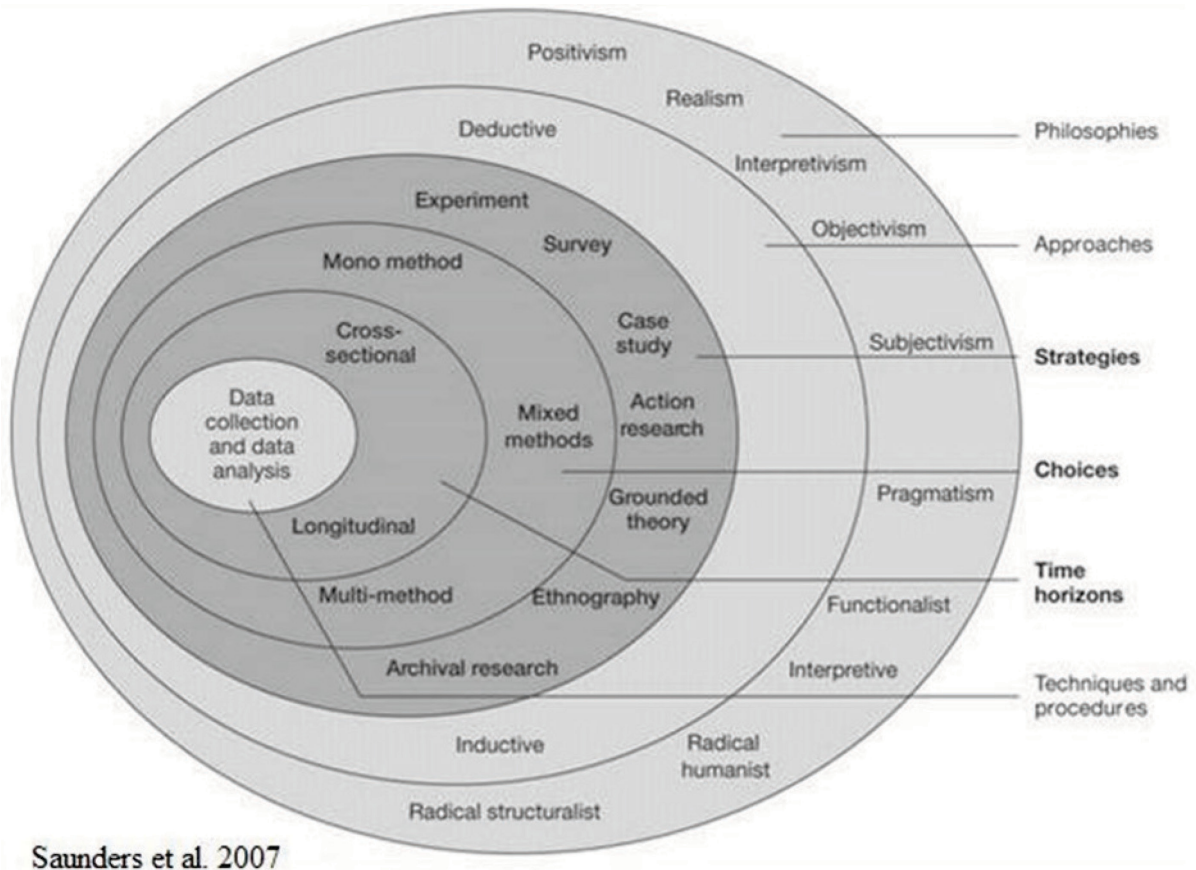 Positivism
Realism
Philosophies
Deductive
Interpretivism
Experiment
Objectivism
Survey
Approaches
Mono method
Case
study
Cross-
sectional
Subjectivism
Strategies
Data
collection
and data
analysis
Mixed
methods
Action
research
Choices
Pragmatism
Grounded
theory
Longitudinal
Time
horizons
Multi-method
Ethnography
Functionalist
Archival research
Interpretive
Techniques and
procedures
Inductive
Radical
humanist
Radical structuralist
Saunders et al. 2007